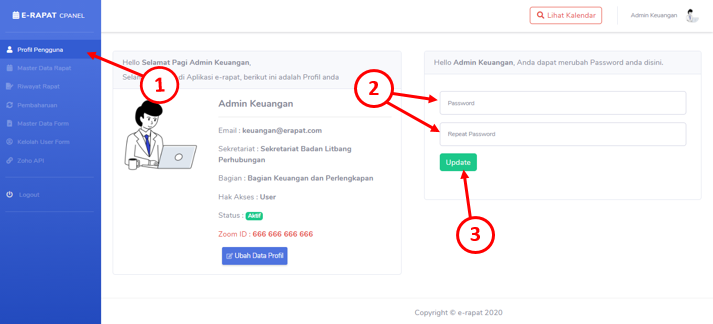 E-RAPAT CPANEL
Lihat Kalendar
Admin Keuangan
Profil Pengguna
Master Data Rapat
Riwayat Rapat
Pembaharuan
Master Data Form
Kelolah User Form
Zoho API
Logout
Hello Selamat Pagi Admin Keuangan,
di Aplikasi e-rapat, berikut ini adalah Profil anda
Admin Keuangan
Email : keuangan@erapat.com
Sekretariat : Sekretariat Badan Litbang
Perhubungan
Bagian : Bagian Keuangan dan Perlengkapan
Hak Akses : User
Status : Aktif
Zoom ID : 666 666 666 666
Ubah Data Profil
Hello Admin Keuangan, Anda dapat merubah Password anda disini.
Password
Repeat Password
Update
1
2
3
Copyright © e-rapat 2020